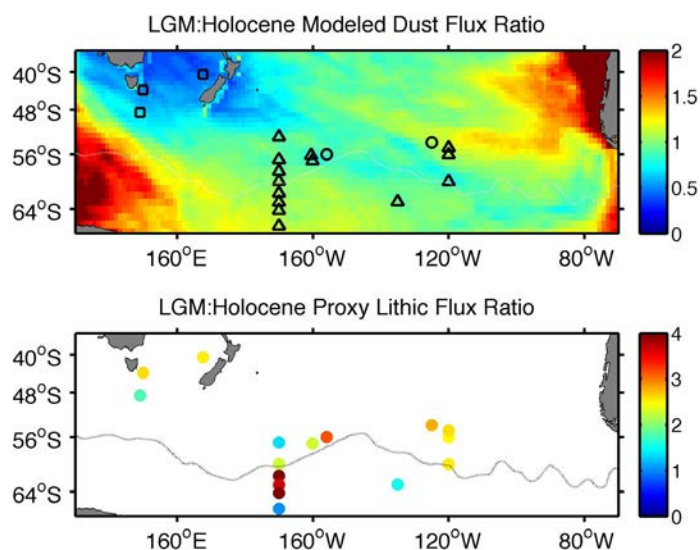 LGM:Holocene Modeled Dust Flux Ratio
40°S
48°S
56°S
64°S
160°E
160°W
120°W
80°W
2
1.5
1
0.5
0
LGM:Holocene Proxy Lithic Flux Ratio
40°S
48°S
56°S
64°S
160°E
160°W
120°W
80°W
4
3
2
1
0